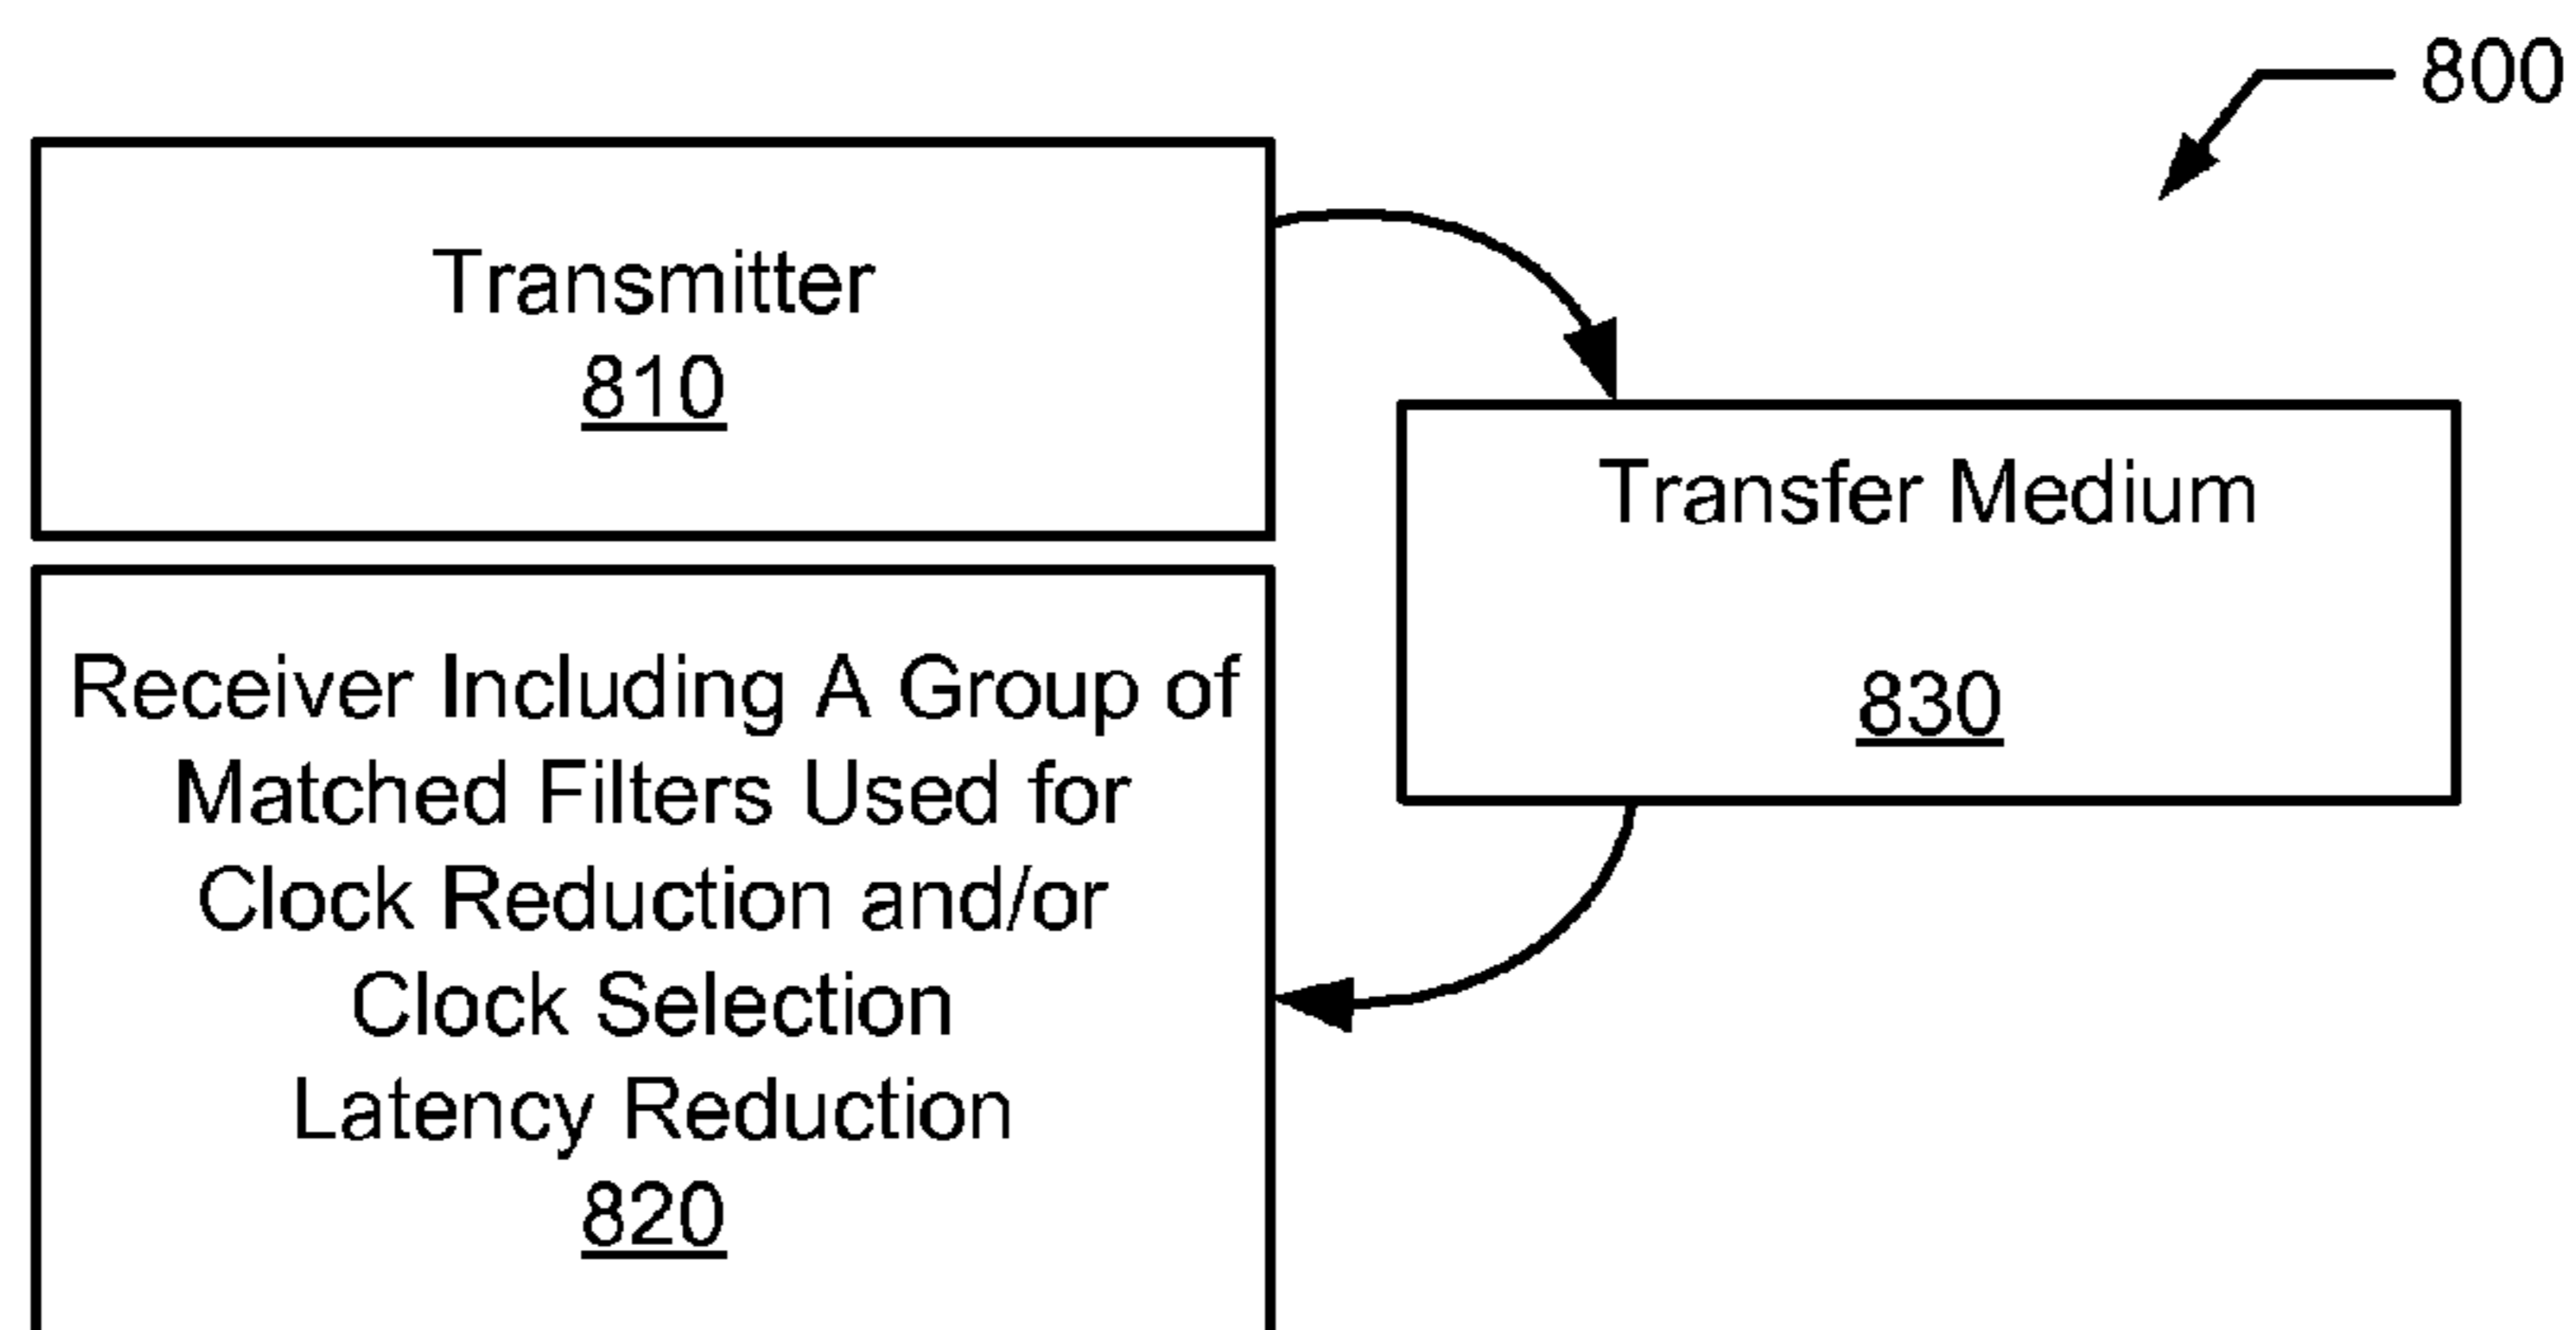 800
Transmitter
810
Transfer Medium
830
Receiver Including A Group of
Matched Filters Used for
Clock Reduction and/or
Clock Selection
Latency Reduction
820